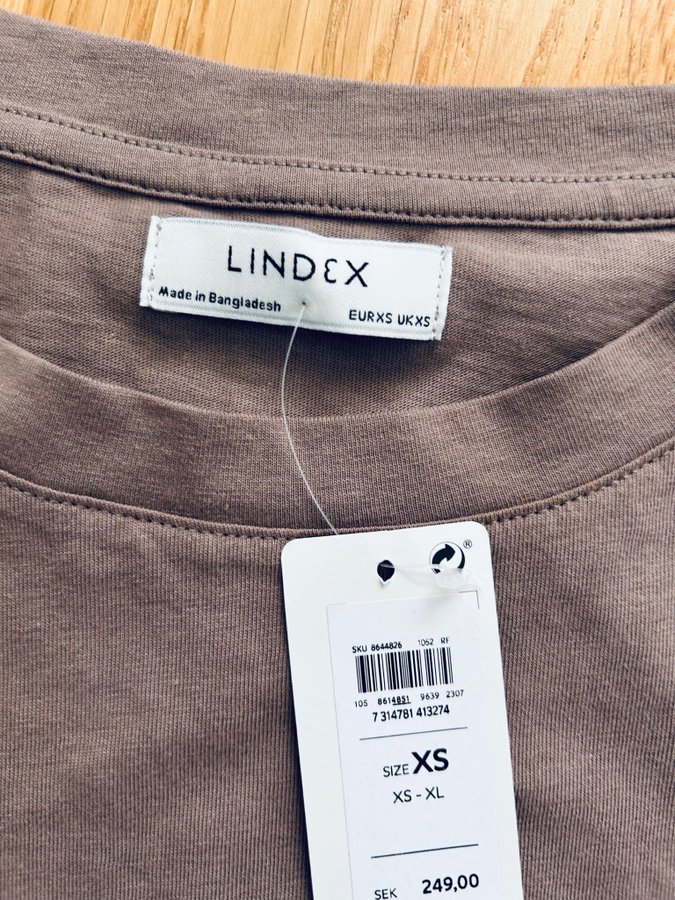 LINDEX
Made in Bangladesh
EURXS UKXS
®
SKU 8644826 1052 RF
105 8614851 9639 2307
7 314781 413274
SIZE XS
XS - XL
SEK 249,00